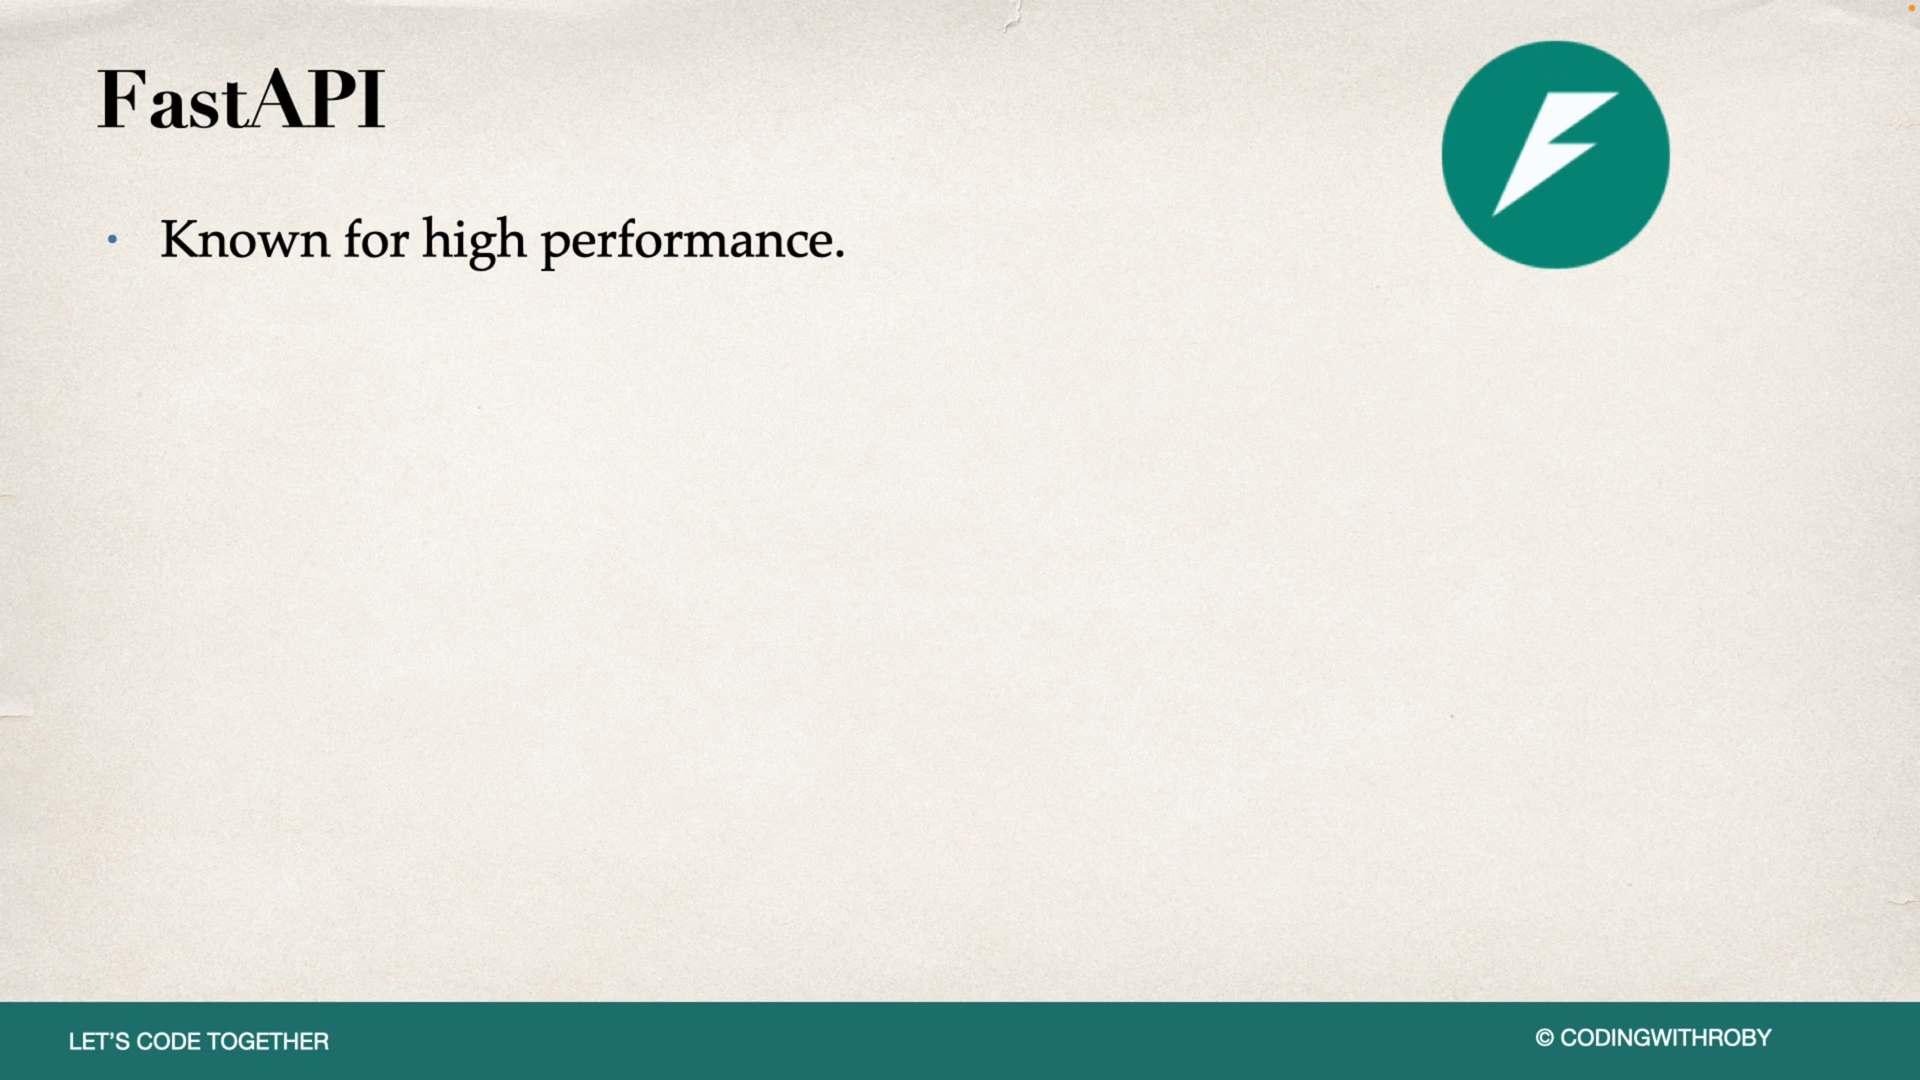 FastAPI
• Known for high performance.
LET’S CODE TOGETHER
© CODINGWITHROBY